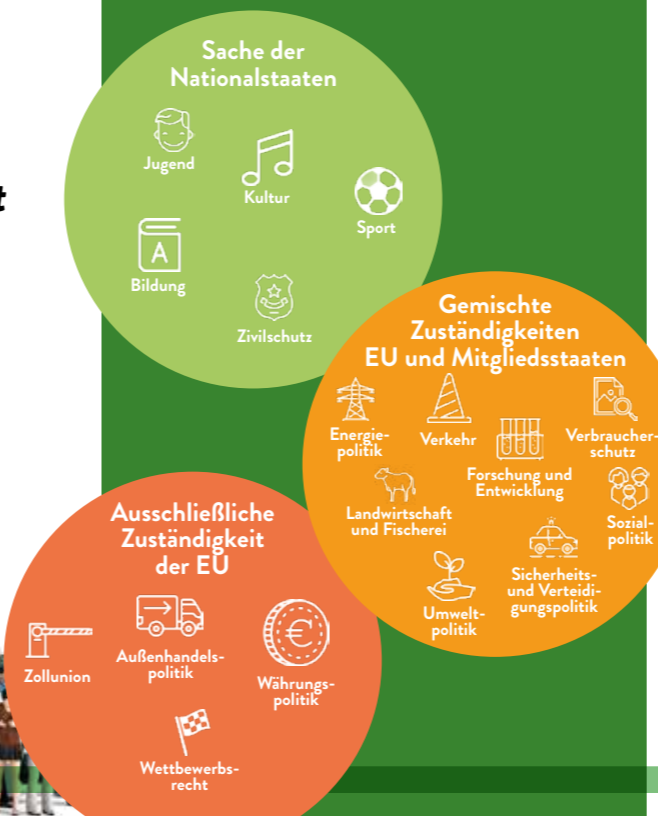 Sache der
Nationalstaaten
Jugend
Kultur
Sport
A
Bildung
Zivilschutz
t
Gemischte
Zuständigkeiten
EU und Mitgliedsstaaten
Energie-
politik
Verkehr
Verbraucher-
schutz
Forschung und
Entwicklung
Landwirtschaft
und Fischerei
Sozial-
politik
Sicherheits-
und Verteidi-
gungspolitik
Umwelt-
politik
Ausschließliche
Zuständigkeit
der EU
Zollunion
Außenhandels-
politik
€
Währungs-
politik
Wettbewerbs-
recht